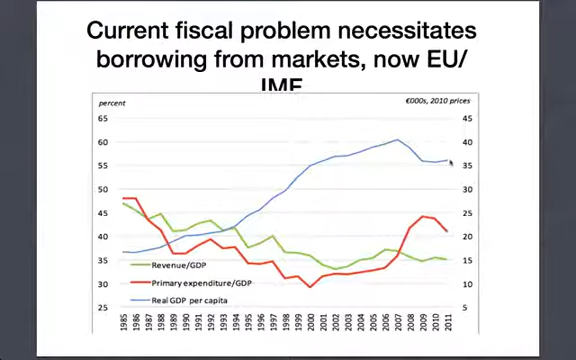 Current fiscal problem necessitates
borrowing from markets, now EU/
IMF
percent
€000s, 2010 prices
65
60
55
50
45
40
35
30
25
45
40
35
30
25
20
15
10
5
Revenue/GDP
Primary expenditure/GDP
Real GDP per capita
1985 1986 1987 1988 1989 1990 1991 1992 1993 1994 1995 1996 1997 1998 1999 2000 2001 2002 2003 2004 2005 2006 2007 2008 2009 2010 2011